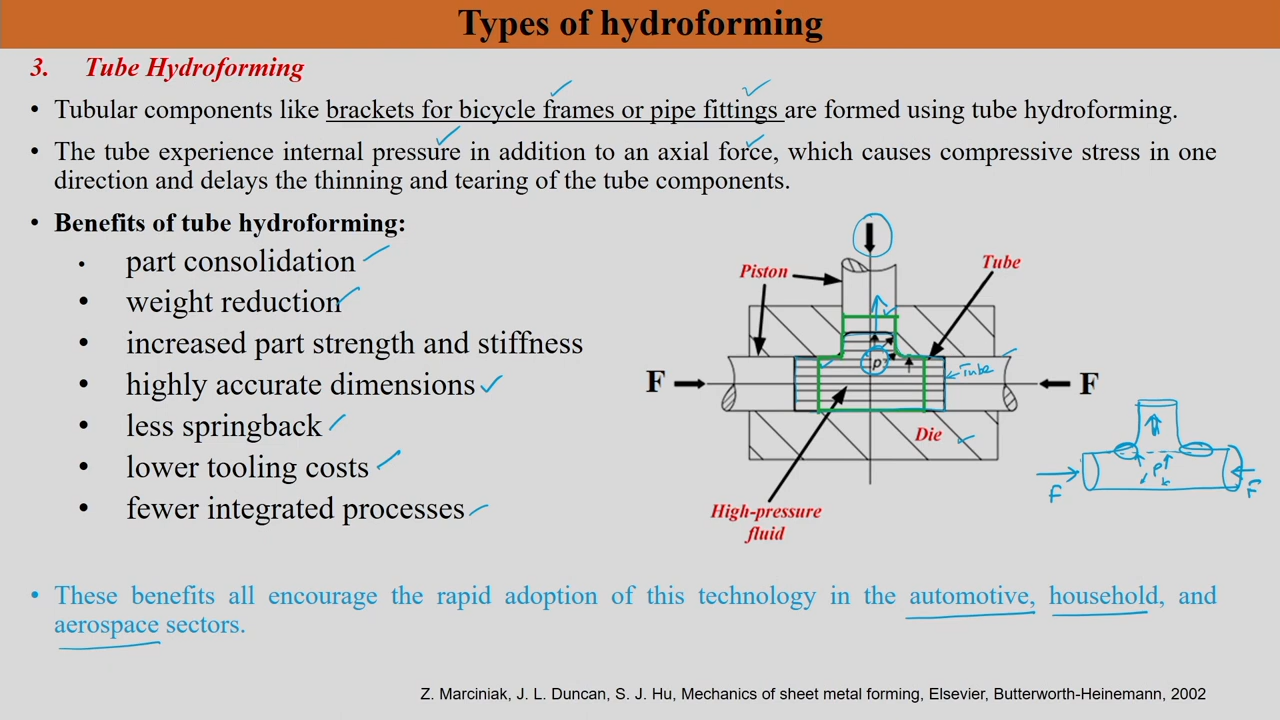 Types of hydroforming
3. Tube Hydroforming
• Tubular components like brackets for bicycle frames or pipe fittings are formed using tube hydroforming.
• The tube experience internal pressure in addition to an axial force, which causes compressive stress in one
direction and delays the thinning and tearing of the tube components.
• Benefits of tube hydroforming:
• part consolidation
• weight reduction
• increased part strength and stiffness
• highly accurate dimensions
• less springback
• lower tooling costs
• fewer integrated processes
Piston
Tube
P
Tube
F
F
Die
High-pressure
fluid
P
F
F
• These benefits all encourage the rapid adoption of this technology in the automotive, household, and
aerospace sectors.
Z. Marciniak, J. L. Duncan, S. J. Hu, Mechanics of sheet metal forming, Elsevier, Butterworth-Heinemann, 2002